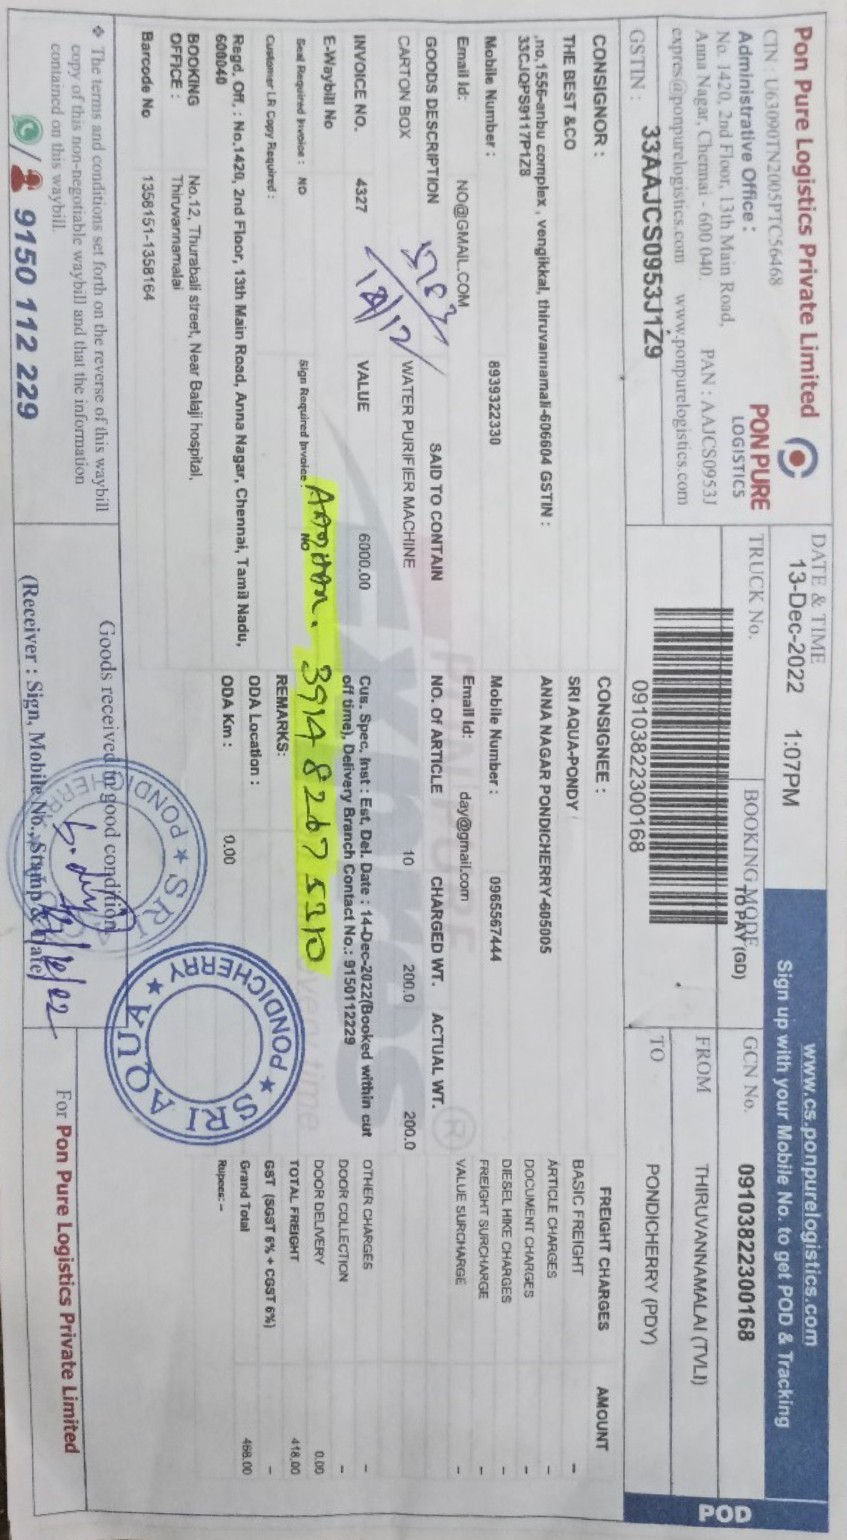 Pon Pure Logistics Private Limited
CIN : U63090TN2005PTC56468
Administrative Office :
No. 1420, 2nd Floor, 13th Main Road,
Anna Nagar, Chennai - 600 040. PAN : AAJCS0953J
expres@ponpurelogistics.com www.ponpurelogistics.com
GSTIN : 33AAJCS0953J1Z9
PON PURE
LOGISTICS
DATE & TIME
13-Dec-2022 1:07PM
TRUCK No.
BOOKING MODE
TO PAY (GD)
09103822300168
www.cs.ponpurelogistics.com
Sign up with your Mobile No. to get POD & Tracking
GCN No. 09103822300168
FROM THIRUVANNAMALAI (TVLI)
TO PONDICHERRY (PDY)
POD
CONSIGNOR :
THE BEST &CO
,no,1556-anbu complex , vengikkal, thiruvannamali-606604 GSTIN :
33CJQPS9117P1Z8
Mobile Number : 8939322330
Email Id: NO@GMAIL.COM
CONSIGNEE :
SRI AQUA-PONDY
ANNA NAGAR PONDICHERRY-605005
Mobile Number : 0965567444
Email Id: day@gmail.com
GOODS DESCRIPTION SAID TO CONTAIN NO. Of ARTICLE CHARGED WT. ACTUAL WT.
CARTON BOX WATER PURIFIER MACHINE 10 200.0 200.0
INVOICE NO. 4327 VALUE 6000.00
Cus. Spec, Inst : Est, Del. Date : 14-Dec-2022(Booked within cut
off time), Delivery Branch Contact No.: 9150112229
E-Waybill No
Seal Required Invoice : NO Sign Required Invoice : NO
REMARKS:
Customer LR Copy Required :
ODA Location :
Regd. Off, : No,1420, 2nd Floor, 13th Main Road, Anna Nagar, Chennai, Tamil Nadu,
600040
ODA Km : 0.00
BOOKING OFFICE : No.12, Thurabali street, Near Balaji hospital,
Thiruvannamalai
Barcode No 1358151-1358164
3914 8267 5210
12/12
FREIGHT CHARGES AMOUNT
BASIC FREIGHT -
ARTICLE CHARGES -
DOCUMENT CHARGES -
DIESEL HIKE CHARGES -
FREIGHT SURCHARGE -
VALUE SURCHARGE -
OTHER CHARGES -
DOOR COLLECTION -
DOOR DELIVERY 0.00
TOTAL FREIGHT 418.00
GST (SGST 6% + CGST 6%) -
Grand Total 468.00
Rupees:-
❖ The terms and conditions set forth on the reverse of this waybill
copy of this non-negotiable waybill and that the information
contained on this waybill.
/ 9150 112 229
Goods received in good condition
(Receiver : Sign, Mobile No., Stamp & Date)
SRI AQUA
★ PONDICHERRY ★
SRI AQUA
★ PONDICHERRY ★
For Pon Pure Logistics Private Limited